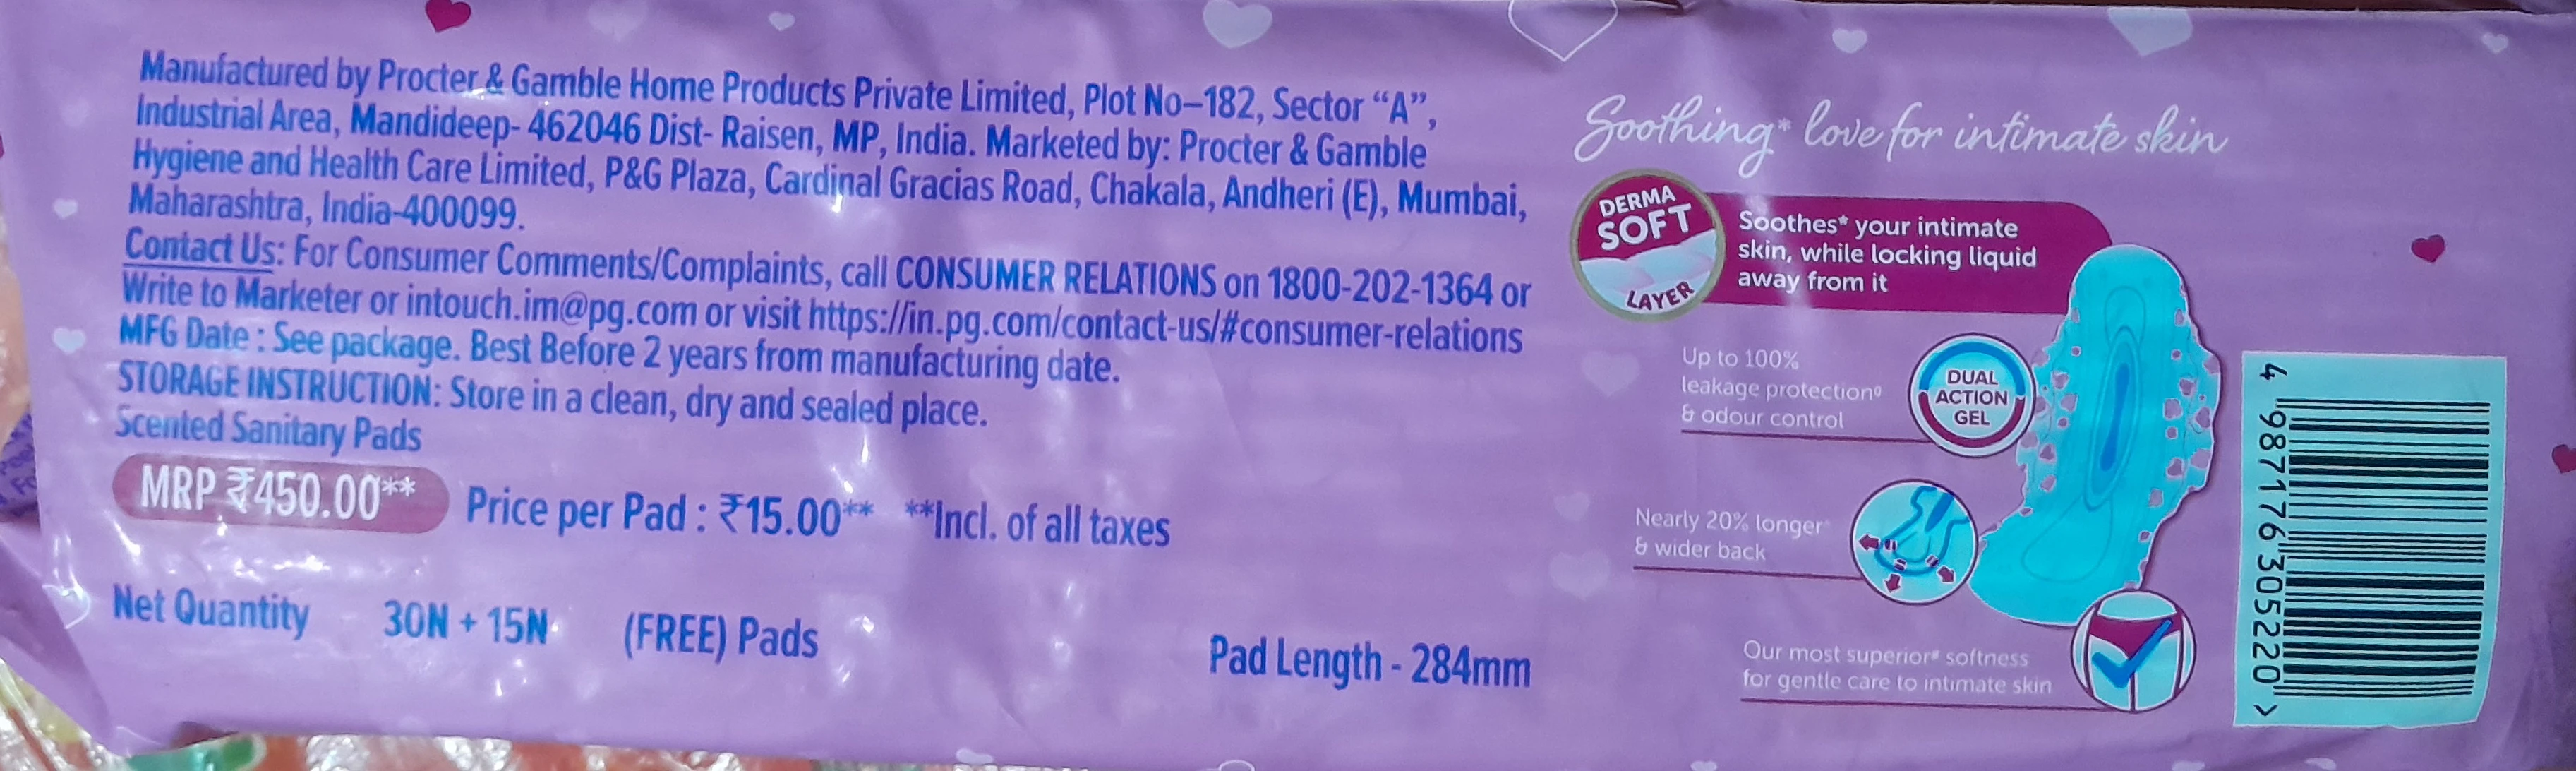 Manufactured by Procter & Gamble Home Products Private Limited, Plot No–182, Sector “A”,
Industrial Area, Mandideep- 462046 Dist- Raisen, MP, India. Marketed by: Procter & Gamble
Hygiene and Health Care Limited, P&G Plaza, Cardinal Gracias Road, Chakala, Andheri (E), Mumbai,
Maharashtra, India-400099.
Contact Us: For Consumer Comments/Complaints, call CONSUMER RELATIONS on 1800-202-1364 or
Write to Marketer or intouch.im@pg.com or visit https://in.pg.com/contact-us/#consumer-relations
MFG Date : See package. Best Before 2 years from manufacturing date.
STORAGE INSTRUCTION: Store in a clean, dry and sealed place.
Scented Sanitary Pads
MRP ₹450.00** Price per Pad : ₹15.00** **Incl. of all taxes
Net Quantity 30N + 15N (FREE) Pads
Pad Length - 284mm
Soothing* love for intimate skin
DERMA
SOFT
LAYER
Soothes* your intimate
skin, while locking liquid
away from it
Up to 100%
leakage protection◊
& odour control
DUAL
ACTION
GEL
Nearly 20% longer^
& wider back
Our most superior# softness
for gentle care to intimate skin
4 987176 305220 >